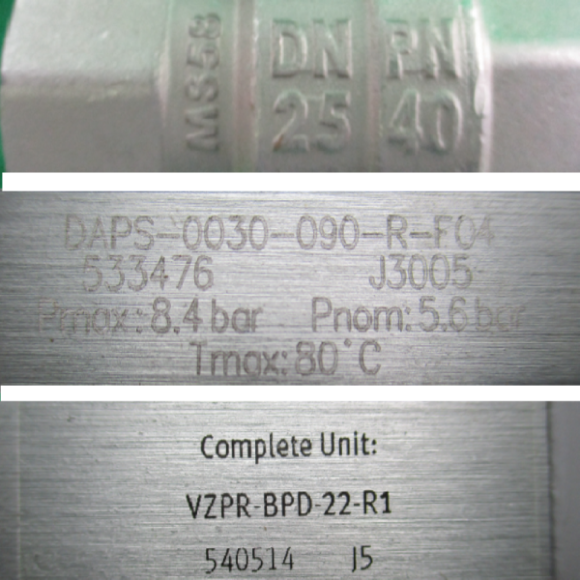 MS58
DN PN
25 40
DAPS-0030-090-R-F04
533476 J3005
Pmax: 8.4 bar Pnom: 5.6 bar
Tmax: 80°C
Complete Unit:
VZPR-BPD-22-R1
540514 J5